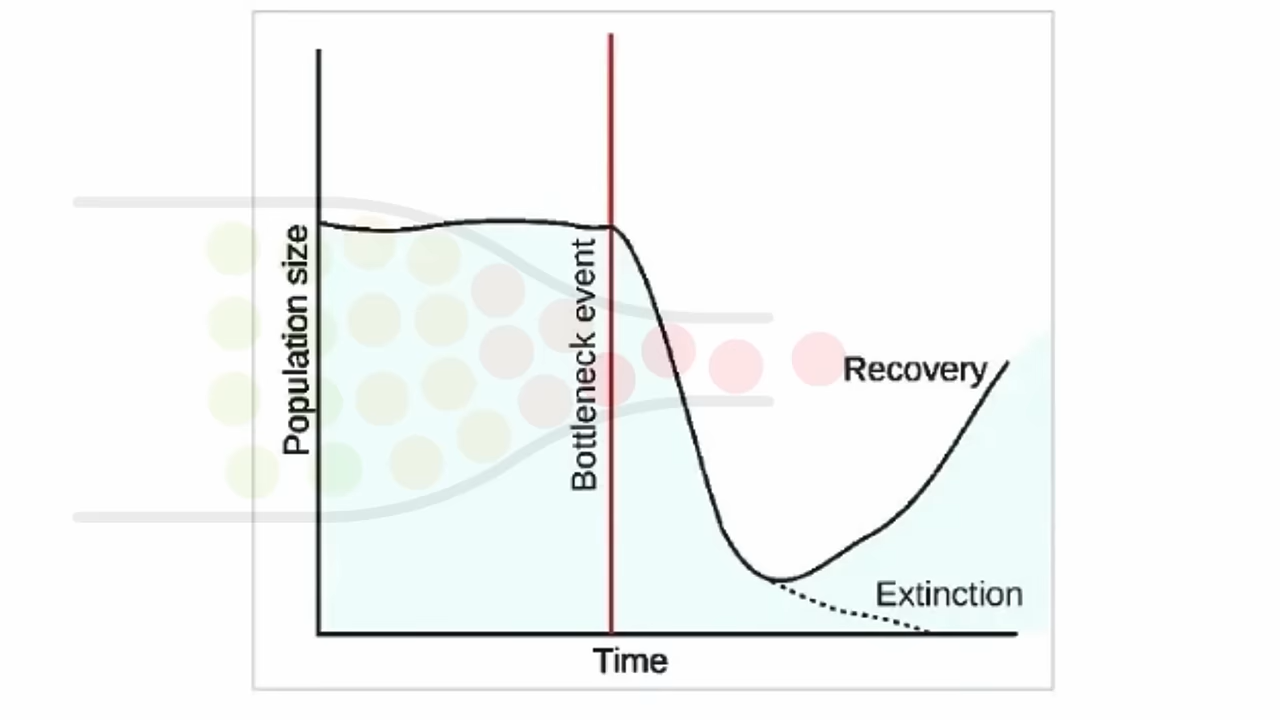 Population size
Bottleneck event
Recovery
Extinction
Time